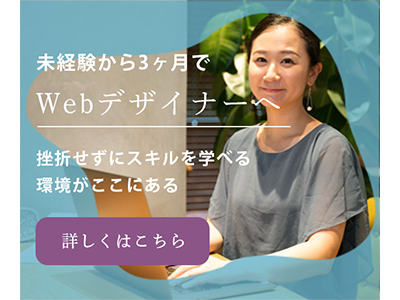 未経験から3ヶ月で
Webデザイナーへ
挫折せずにスキルを学べる
環境がここにある
詳しくはこちら